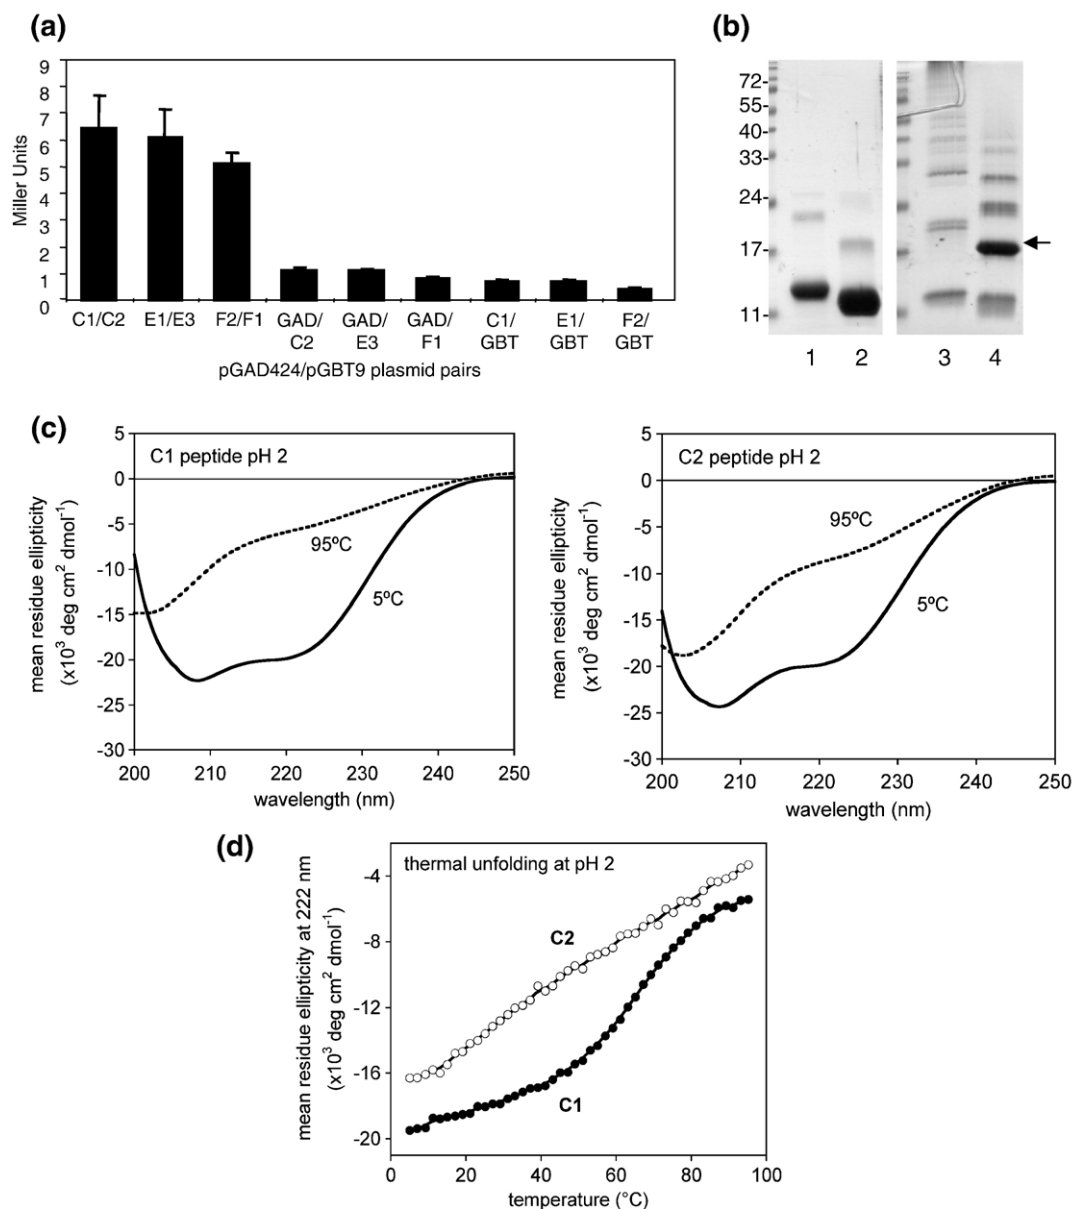 (a)
9
8
7
6
5
4
3
2
1
0
Miller Units
C1/C2 E1/E3 F2/F1 GAD/ GAD/ GAD/ C1/ E1/ F2/
C2 E3 F1 GBT GBT GBT
pGAD424/pGBT9 plasmid pairs
(b)
72-
55-
40-
33-
24-
17-
11-
1 2 3 4
(c)
C1 peptide pH 2
5
0
-5
-10
-15
-20
-25
-30
mean residue ellipticity
(x10³ deg cm² dmol⁻¹)
95ºC
5ºC
200 210 220 230 240 250
wavelength (nm)
C2 peptide pH 2
5
0
-5
-10
-15
-20
-25
-30
mean residue ellipticity
(x10³ deg cm² dmol⁻¹)
95ºC
5ºC
200 210 220 230 240 250
wavelength (nm)
(d)
thermal unfolding at pH 2
-4
-8
-12
-16
-20
mean residue ellipticity at 222 nm
(x10³ deg cm² dmol⁻¹)
C2
C1
0 20 40 60 80 100
temperature (°C)